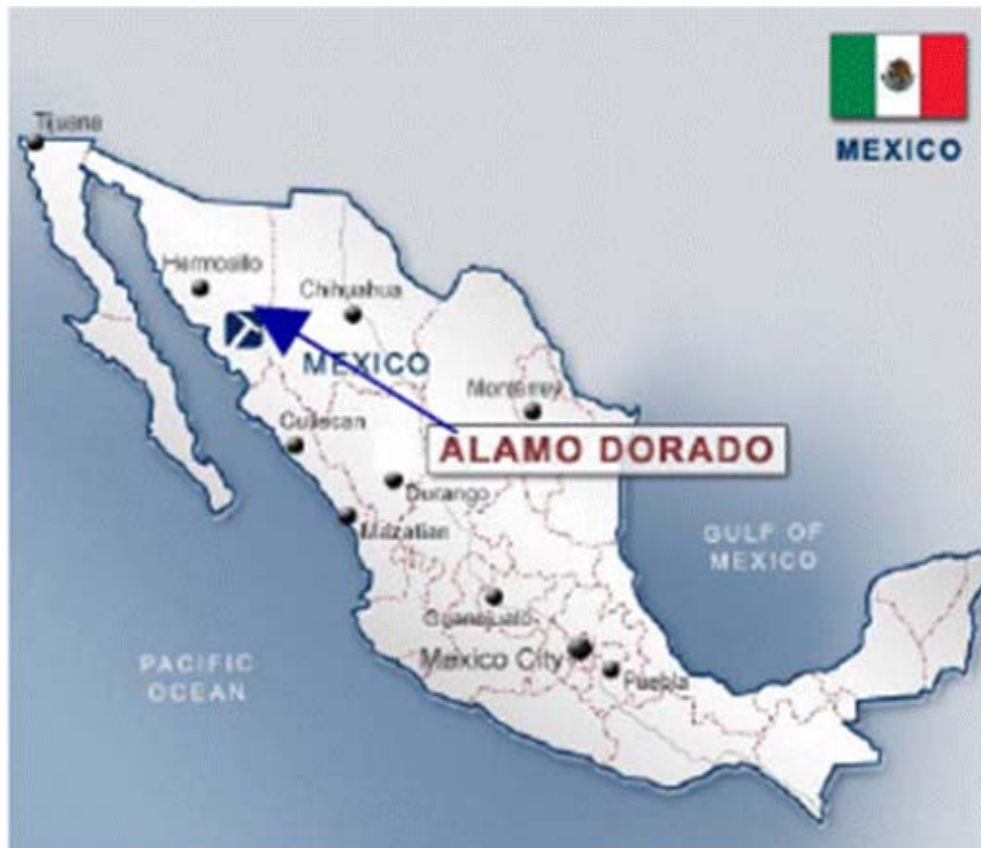 MEXICO
Tijuana
Hermosillo
Chihuahua
MEXICO
Monterrey
Culiacan
ALAMO DORADO
Durango
Mazatlan
GULF OF
MEXICO
Guanajuato
Mexico City
Puebla
PACIFIC
OCEAN